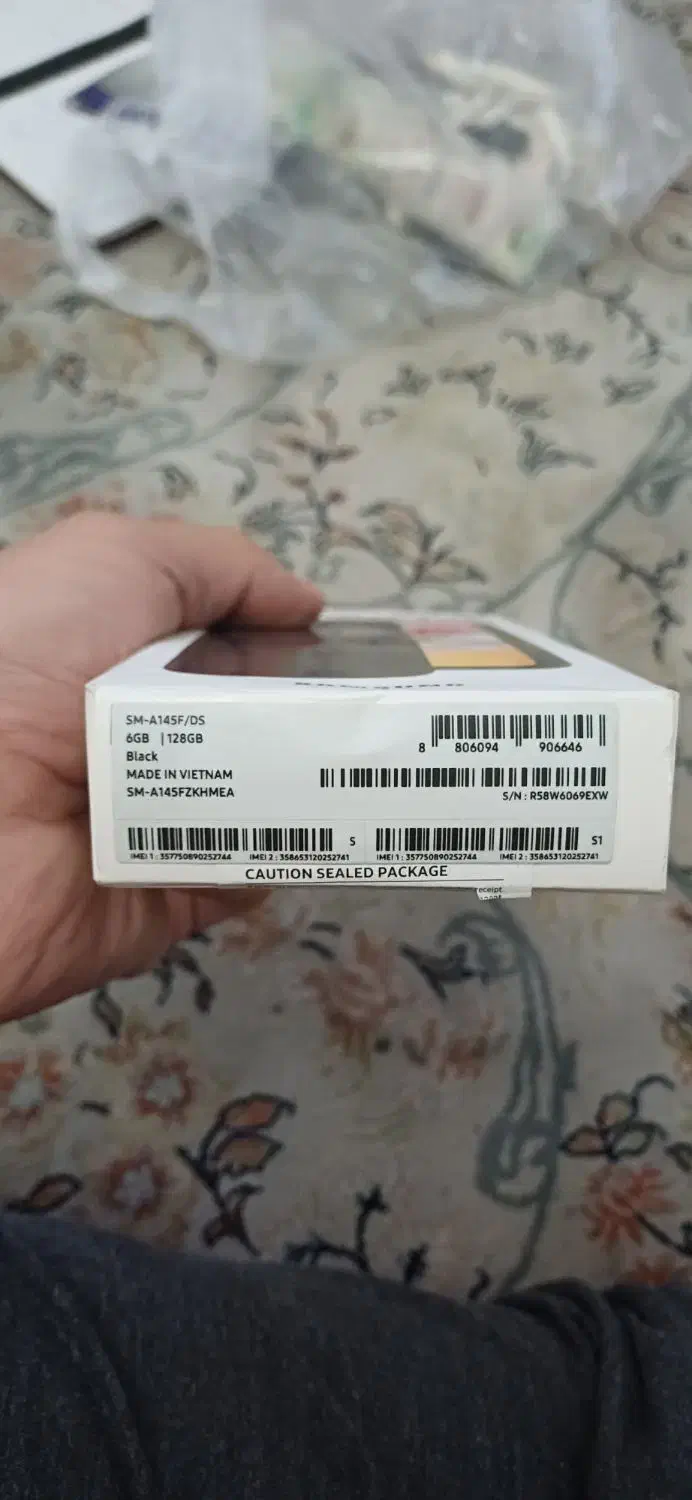 SAMSUNG
SM-A145F/DS
6GB | 128GB
Black
MADE IN VIETNAM
SM-A145FZKHMEA
8 806094 906646
S/N : R58W6069EXW
S
S1
IMEI 1 : 357750890252744 IMEI 2 : 358653120252741
IMEI 1 : 357750890252744 IMEI 2 : 358653120252741
CAUTION SEALED PACKAGE